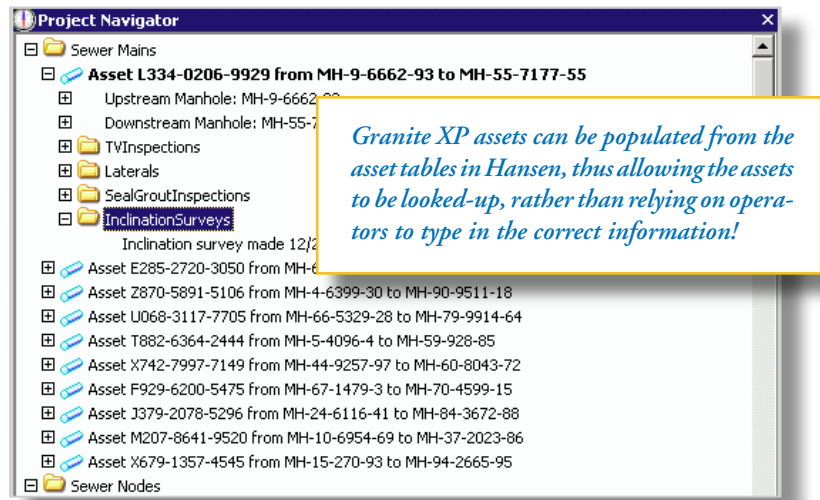 Project Navigator
Sewer Mains
Asset L334-0206-9929 from MH-9-6662-93 to MH-55-7177-55
Upstream Manhole: MH-9-6662-
Downstream Manhole: MH-55-
TVInspections
Laterals
SealGroutInspections
InclinationSurveys
Inclination survey made 12/2
Asset E285-2720-3050 from MH-
Asset Z870-5891-5106 from MH-4-6399-30 to MH-90-9511-18
Asset U068-3117-7705 from MH-66-5329-28 to MH-79-9914-64
Asset T882-6364-2444 from MH-5-4096-4 to MH-59-928-85
Asset X742-7997-7149 from MH-44-9257-97 to MH-60-8043-72
Asset F929-6200-5475 from MH-67-1479-3 to MH-70-4599-15
Asset J379-2078-5296 from MH-24-6116-41 to MH-84-3672-88
Asset M207-8641-9520 from MH-10-6954-69 to MH-37-2023-86
Asset X679-1357-4545 from MH-15-270-93 to MH-94-2665-95
Sewer Nodes
Granite XP assets can be populated from the
asset tables in Hansen, thus allowing the assets
to be looked-up, rather than relying on opera-
tors to type in the correct information!